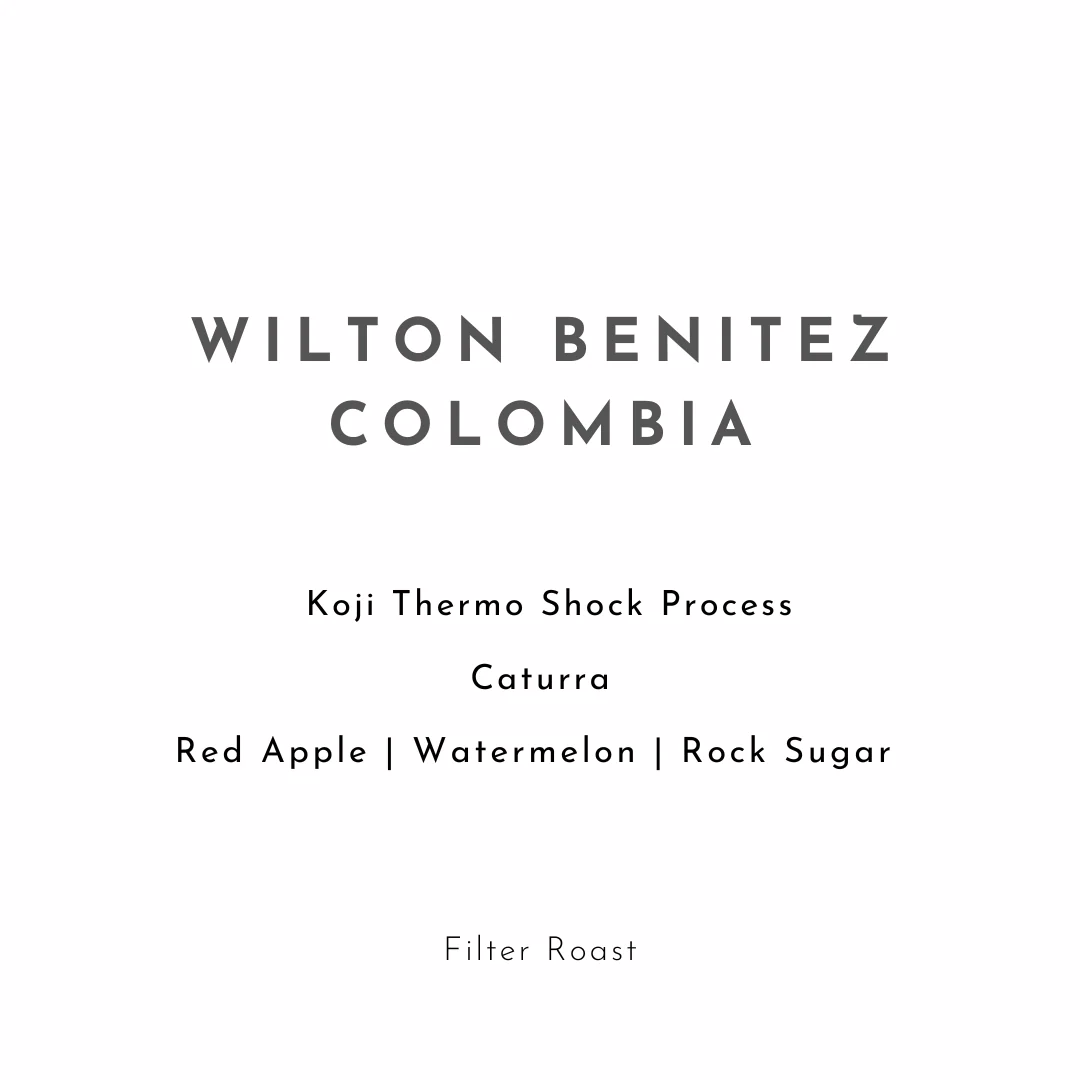 WILTON BENITEZ
COLOMBIA
Koji Thermo Shock Process
Caturra
Red Apple | Watermelon | Rock Sugar
Filter Roast